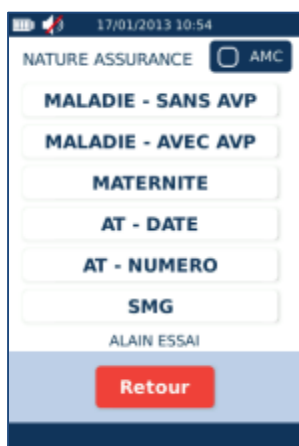 17/01/2013 10:54
NATURE ASSURANCE AMC
MALADIE - SANS AVP
MALADIE - AVEC AVP
MATERNITE
AT - DATE
AT - NUMERO
SMG
ALAIN ESSAI
Retour